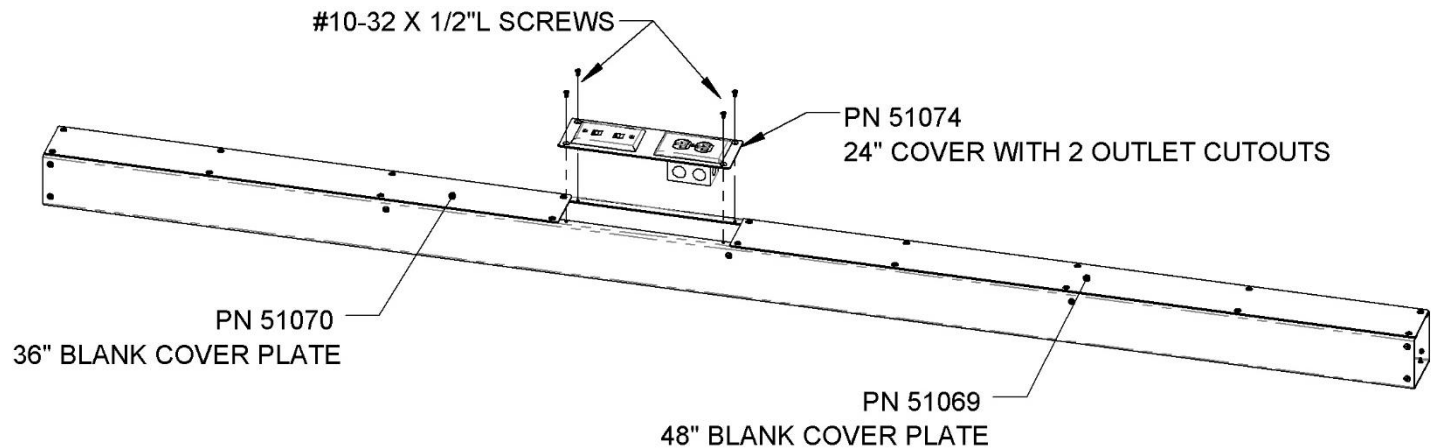 #10-32 X 1/2"L SCREWS
PN 51074
24" COVER WITH 2 OUTLET CUTOUTS
PN 51070
36" BLANK COVER PLATE
PN 51069
48" BLANK COVER PLATE